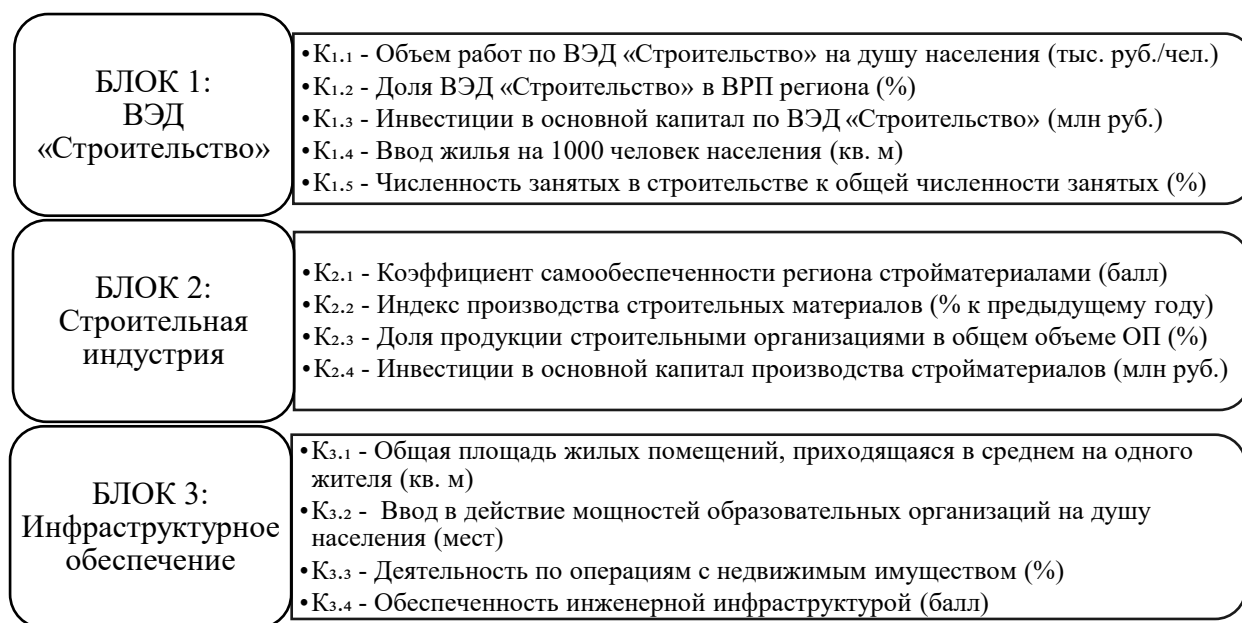 БЛОК 1:
ВЭД
«Строительство»
•К₁.₁ - Объем работ по ВЭД «Строительство» на душу населения (тыс. руб./чел.)
•К₁.₂ - Доля ВЭД «Строительство» в ВРП региона (%)
•К₁.₃ - Инвестиции в основной капитал по ВЭД «Строительство» (млн руб.)
•К₁.₄ - Ввод жилья на 1000 человек населения (кв. м)
•К₁.₅ - Численность занятых в строительстве к общей численности занятых (%)
БЛОК 2:
Строительная
индустрия
•К₂.₁ - Коэффициент самообеспеченности региона стройматериалами (балл)
•К₂.₂ - Индекс производства строительных материалов (% к предыдущему году)
•К₂.₃ - Доля продукции строительными организациями в общем объеме ОП (%)
•К₂.₄ - Инвестиции в основной капитал производства стройматериалов (млн руб.)
БЛОК 3:
Инфраструктурное
обеспечение
•К₃.₁ - Общая площадь жилых помещений, приходящаяся в среднем на одного
жителя (кв. м)
•К₃.₂ - Ввод в действие мощностей образовательных организаций на душу
населения (мест)
•К₃.₃ - Деятельность по операциям с недвижимым имуществом (%)
•К₃.₄ - Обеспеченность инженерной инфраструктурой (балл)